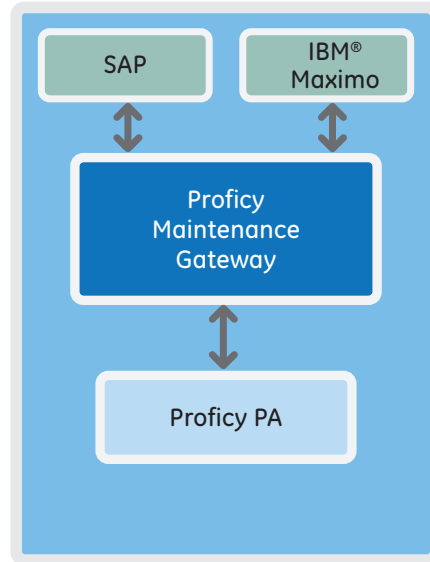 SAP
IBM®
Maximo
Proficy
Maintenance
Gateway
Proficy PA